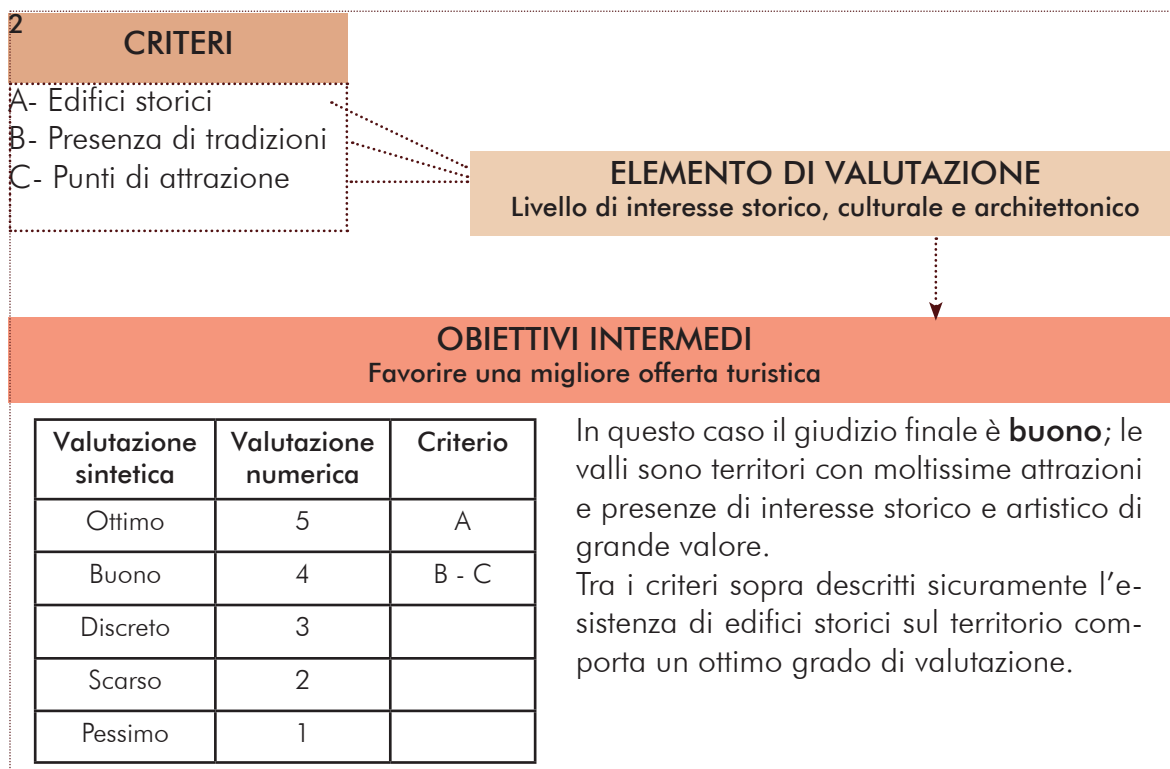 2
CRITERI
A- Edifici storici
B- Presenza di tradizioni
C- Punti di attrazione
ELEMENTO DI VALUTAZIONE
Livello di interesse storico, culturale e architettonico
OBIETTIVI INTERMEDI
Favorire una migliore offerta turistica
Valutazione sintetica | Valutazione numerica | Criterio
Ottimo | 5 | A
Buono | 4 | B - C
Discreto | 3
Scarso | 2
Pessimo | 1
In questo caso il giudizio finale è buono; le
valli sono territori con moltissime attrazioni
e presenze di interesse storico e artistico di
grande valore.
Tra i criteri sopra descritti sicuramente l'e-
sistenza di edifici storici sul territorio com-
porta un ottimo grado di valutazione.